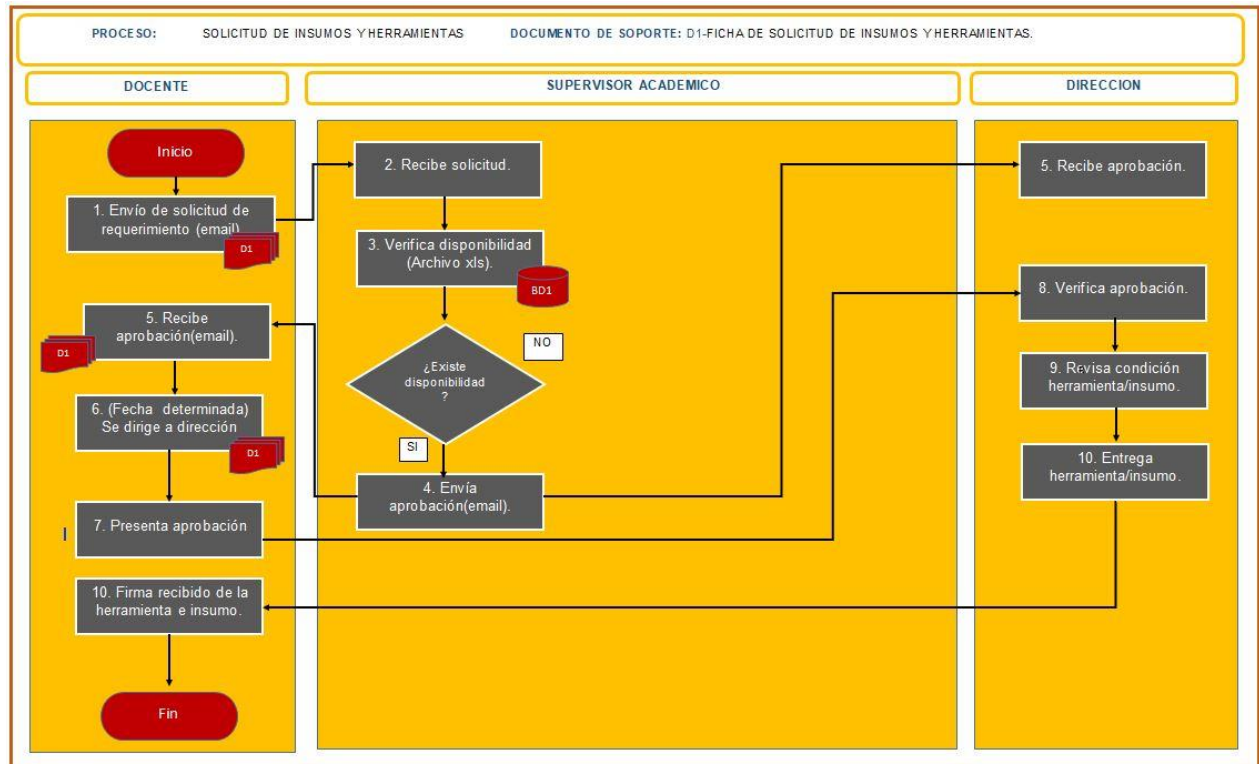 PROCESO: SOLICITUD DE INSUMOS Y HERRAMIENTAS DOCUMENTO DE SOPORTE: D1-FICHA DE SOLICITUD DE INSUMOS Y HERRAMIENTAS.
DOCENTE
SUPERVISOR ACADEMICO
DIRECCION
Inicio
1. Envío de solicitud de
requerimiento (email)
D1
5. Recibe
aprobación(email).
D1
6. (Fecha determinada)
Se dirige a dirección
D1
7. Presenta aprobación
10. Firma recibido de la
herramienta e insumo.
Fin
2. Recibe solicitud.
3. Verifica disponibilidad
(Archivo xls).
BD1
¿Existe
disponibilidad
?
NO
SI
4. Envía
aprobación(email).
5. Recibe aprobación.
8. Verifica aprobación.
9. Revisa condición
herramienta/insumo.
10. Entrega
herramienta/insumo.